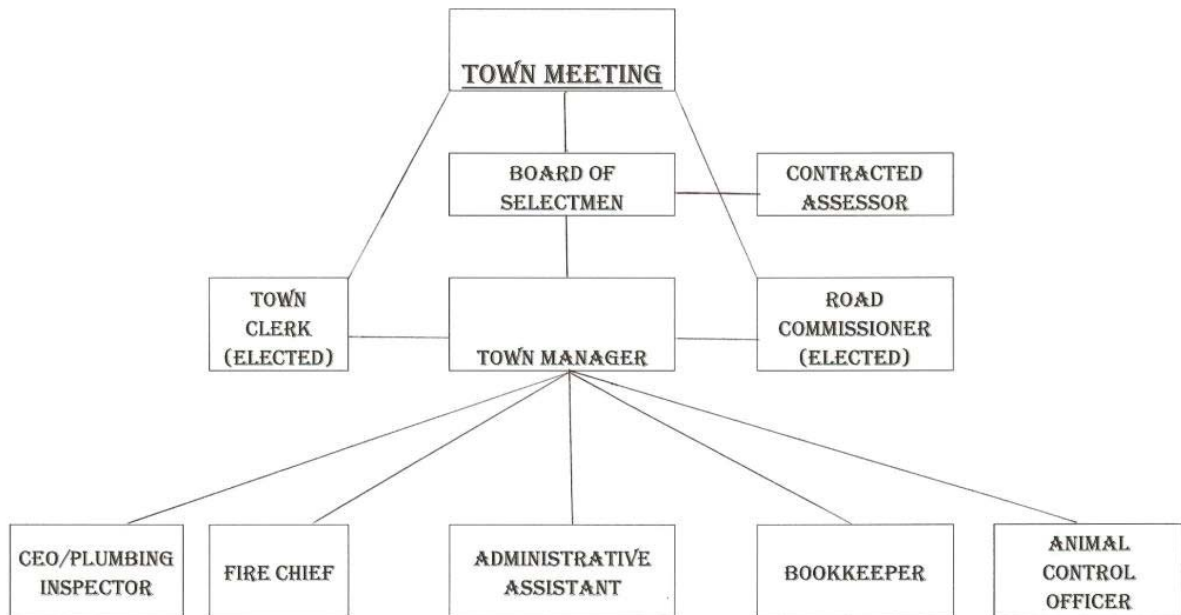 TOWN MEETING
BOARD OF
SELECTMEN
CONTRACTED
ASSESSOR
TOWN
CLERK
(ELECTED)
TOWN MANAGER
ROAD
COMMISSIONER
(ELECTED)
CEO/PLUMBING
INSPECTOR
FIRE CHIEF
ADMINISTRATIVE
ASSISTANT
BOOKKEEPER
ANIMAL
CONTROL
OFFICER